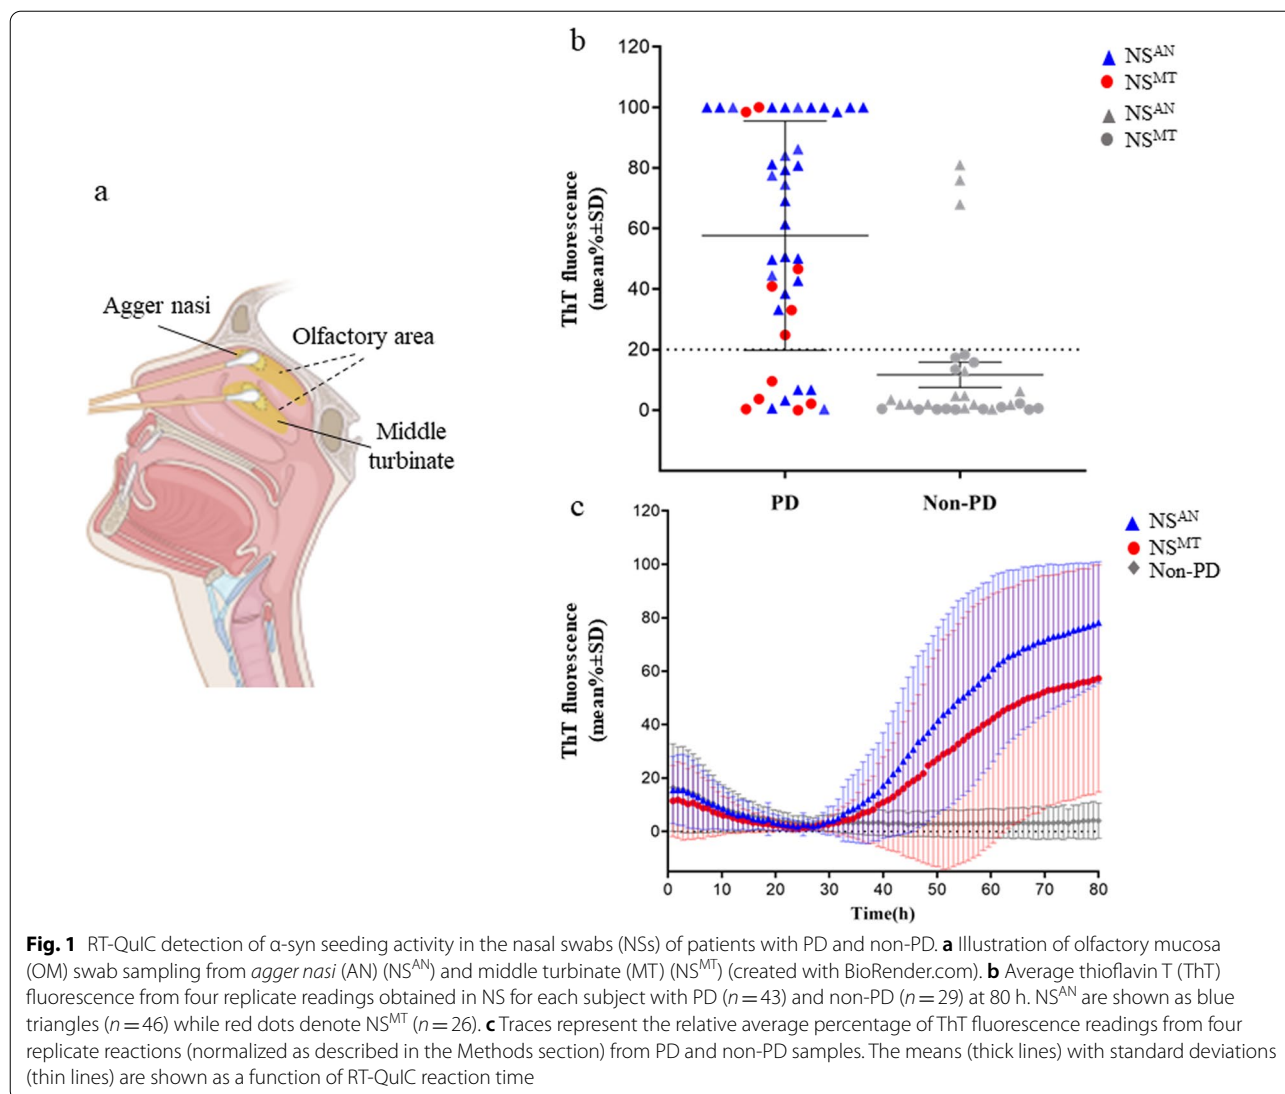 a
Agger nasi
Olfactory area
Middle
turbinate
b
120
100
80
60
40
20
0
ThT fluorescence
(mean%±SD)
PD
Non-PD
NS^AN
NS^MT
NS^AN
NS^MT
c
120
100
80
60
40
20
0
ThT fluorescence
(mean%±SD)
0 10 20 30 40 50 60 70 80
Time(h)
NS^AN
NS^MT
Non-PD
Fig. 1 RT-QuIC detection of α-syn seeding activity in the nasal swabs (NSs) of patients with PD and non-PD. a Illustration of olfactory mucosa
(OM) swab sampling from agger nasi (AN) (NS^AN) and middle turbinate (MT) (NS^MT) (created with BioRender.com). b Average thioflavin T (ThT)
fluorescence from four replicate readings obtained in NS for each subject with PD (n = 43) and non-PD (n = 29) at 80 h. NS^AN are shown as blue
triangles (n = 46) while red dots denote NS^MT (n = 26). c Traces represent the relative average percentage of ThT fluorescence readings from four
replicate reactions (normalized as described in the Methods section) from PD and non-PD samples. The means (thick lines) with standard deviations
(thin lines) are shown as a function of RT-QuIC reaction time